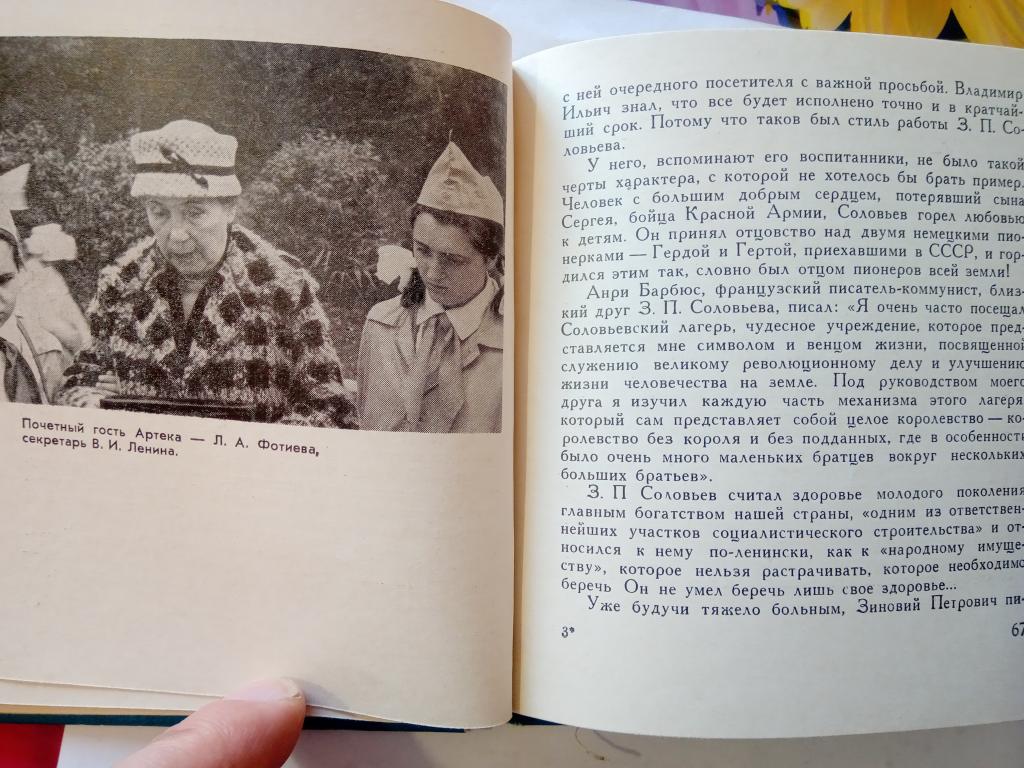 Почетный гость Артека — Л. А. Фотиева,
секретарь В. И. Ленина.
с ней очередного посетителя с важной просьбой. Владимир
Ильич знал, что все будет исполнено точно и в кратчай-
ший срок. Потому что таков был стиль работы З. П. Со-
ловьева.
У него, вспоминают его воспитанники, не было такой
черты характера, с которой не хотелось бы брать пример.
Человек с большим добрым сердцем, потерявший сына
Сергея, бойца Красной Армии, Соловьев горел любовью
к детям. Он принял отцовство над двумя немецкими пио-
нерками — Гердой и Гертой, приехавшими в СССР, и гор-
дился этим так, словно был отцом пионеров всей земли!
Анри Барбюс, французский писатель-коммунист, близ-
кий друг З. П. Соловьева, писал: «Я очень часто посещал
Соловьевский лагерь, чудесное учреждение, которое пред-
ставляется мне символом и венцом жизни, посвященной
служению великому революционному делу и улучшению
жизни человечества на земле. Под руководством моего
друга я изучил каждую часть механизма этого лагеря,
который сам представляет собой целое королевство — ко-
ролевство без короля и без подданных, где в особенности
было очень много маленьких братцев вокруг нескольких
больших братьев».
З. П Соловьев считал здоровье молодого поколения
главным богатством нашей страны, «одним из ответствен-
нейших участков социалистического строительства» и от-
носился к нему по-ленински, как к «народному имуще-
ству», которое нельзя растрачивать, которое необходимо
беречь Он не умел беречь лишь свое здоровье...
Уже будучи тяжело больным, Зиновий Петрович пи-
3* 67